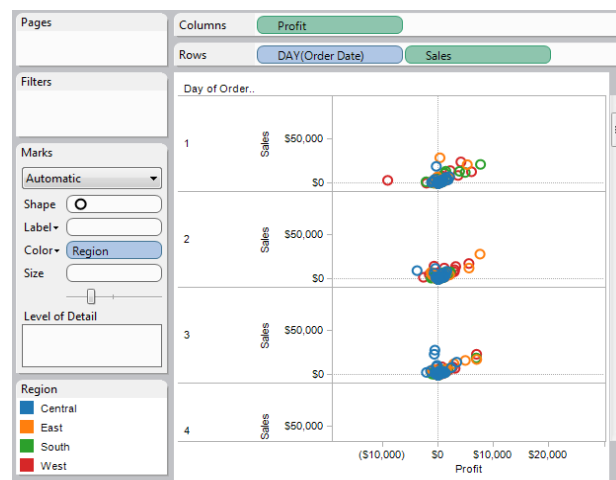 Pages
Columns Profit
Rows DAY(Order Date) Sales
Filters
Marks
Automatic
Shape
Label
Color Region
Size
Level of Detail
Region
Central
East
South
West
Day of Order..
1 Sales $50,000
$0
2 Sales $50,000
$0
3 Sales $50,000
$0
4 Sales $50,000
($10,000) $0 $10,000 $20,000
Profit